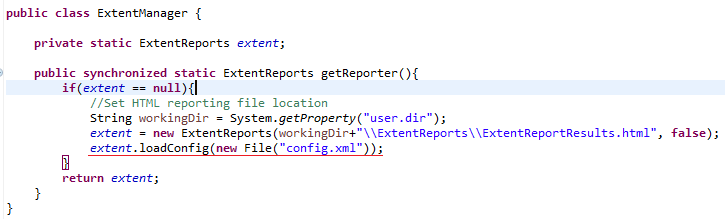 public class ExtentManager {
private static ExtentReports extent;
public synchronized static ExtentReports getReporter(){
if(extent == null){
//Set HTML reporting file location
String workingDir = System.getProperty("user.dir");
extent = new ExtentReports(workingDir+"\\ExtentReports\\ExtentReportResults.html", false);
extent.loadConfig(new File("config.xml"));
}
return extent;
}
}